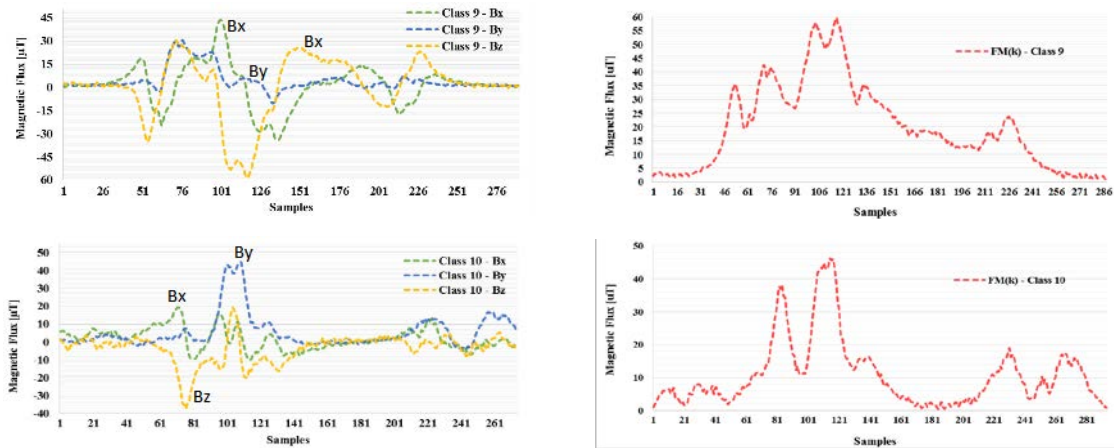 Magnetic Flux [µT]
45
30
15
0
-15
-30
-45
60
1 26 51 76 101 126 151 176 201 226 251 276
Samples
Class 9 - Bx
Class 9 - By
Class 9 - Bz
Bx
By
Bx
Magnetic Flux [uT]
60
55
50
45
40
35
30
25
20
15
10
5
0
1 16 31 46 61 76 91 106 121 136 151 166 181 196 211 226 241 256 271 286
Samples
FM(k) - Class 9
Magnetic Flux [µT]
50
40
30
20
10
0
-10
-20
-30
-40
1 21 41 61 81 101 121 141 161 181 201 221 241 261
Samples
Class 10 - Bx
Class 10 - By
Class 10 - Bz
Bx
By
Bz
Magnetic Flux [uT]
50
40
30
20
10
0
1 21 41 61 81 101 121 141 161 181 201 221 241 261 281
Samples
FM(k) - Class 10